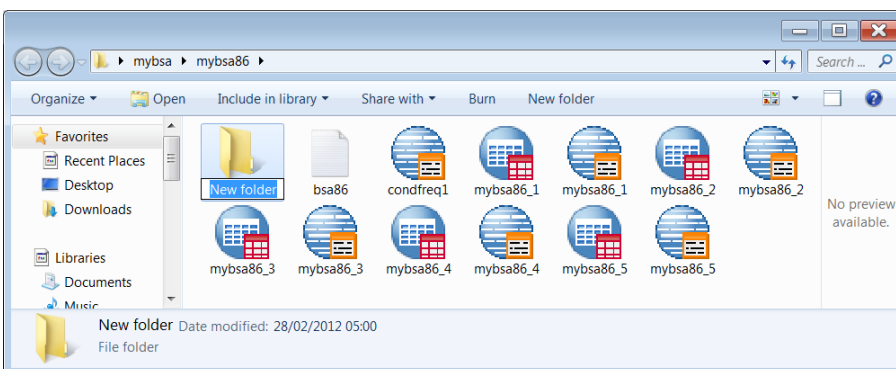 mybsa mybsa86 Search ...
Organize Open Include in library Share with Burn New folder
Favorites
Recent Places
Desktop
Downloads
Libraries
Documents
Music
New folder bsa86 condfreq1 mybsa86_1 mybsa86_1 mybsa86_2 mybsa86_2
mybsa86_3 mybsa86_3 mybsa86_4 mybsa86_4 mybsa86_5 mybsa86_5
No preview
available.
New folder Date modified: 28/02/2012 05:00
File folder